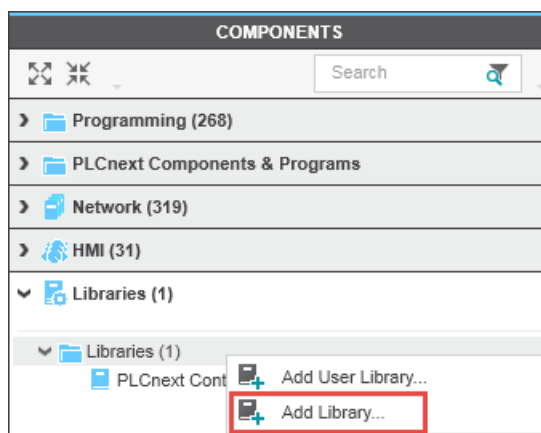 COMPONENTS
Search
Programming (268)
PLCnext Components & Programs
Network (319)
HMI (31)
Libraries (1)
Libraries (1)
PLCnext Cont
Add User Library...
Add Library...